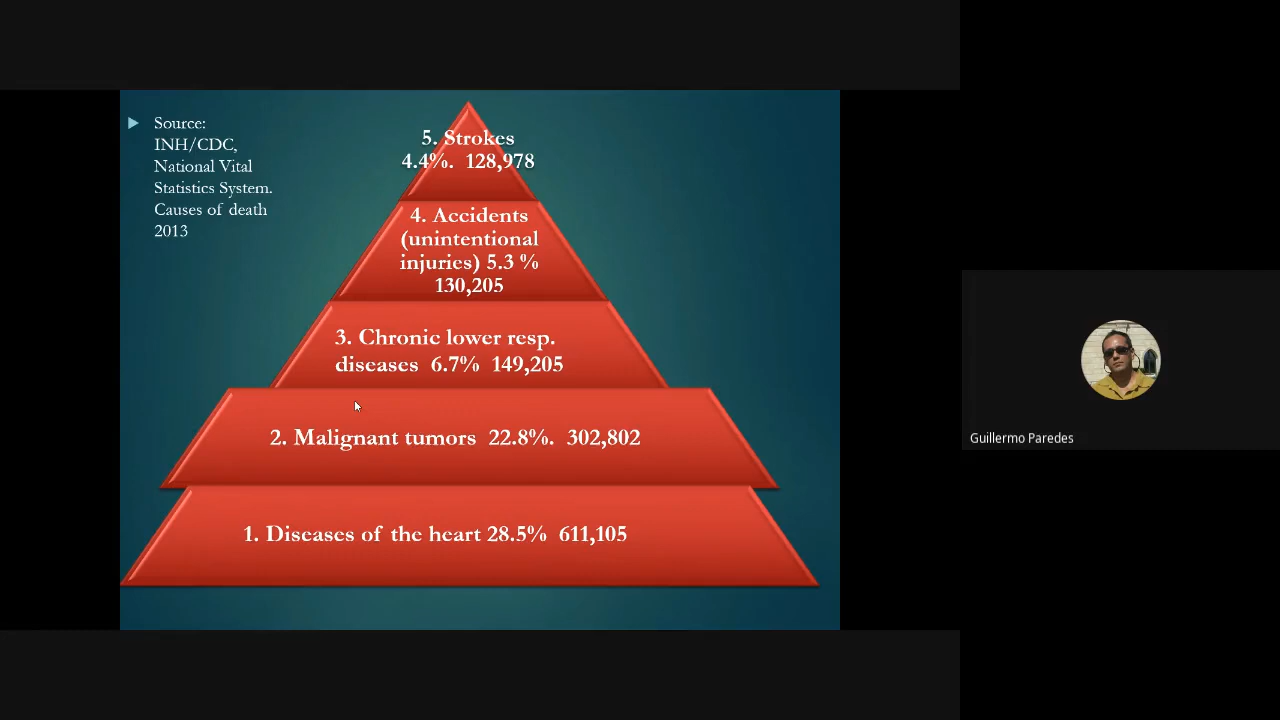 Source:
INH/CDC,
National Vital
Statistics System.
Causes of death
2013
5. Strokes
4.4%. 128,978
4. Accidents
(unintentional
injuries) 5.3 %
130,205
3. Chronic lower resp.
diseases 6.7% 149,205
2. Malignant tumors 22.8%. 302,802
1. Diseases of the heart 28.5% 611,105
Guillermo Paredes